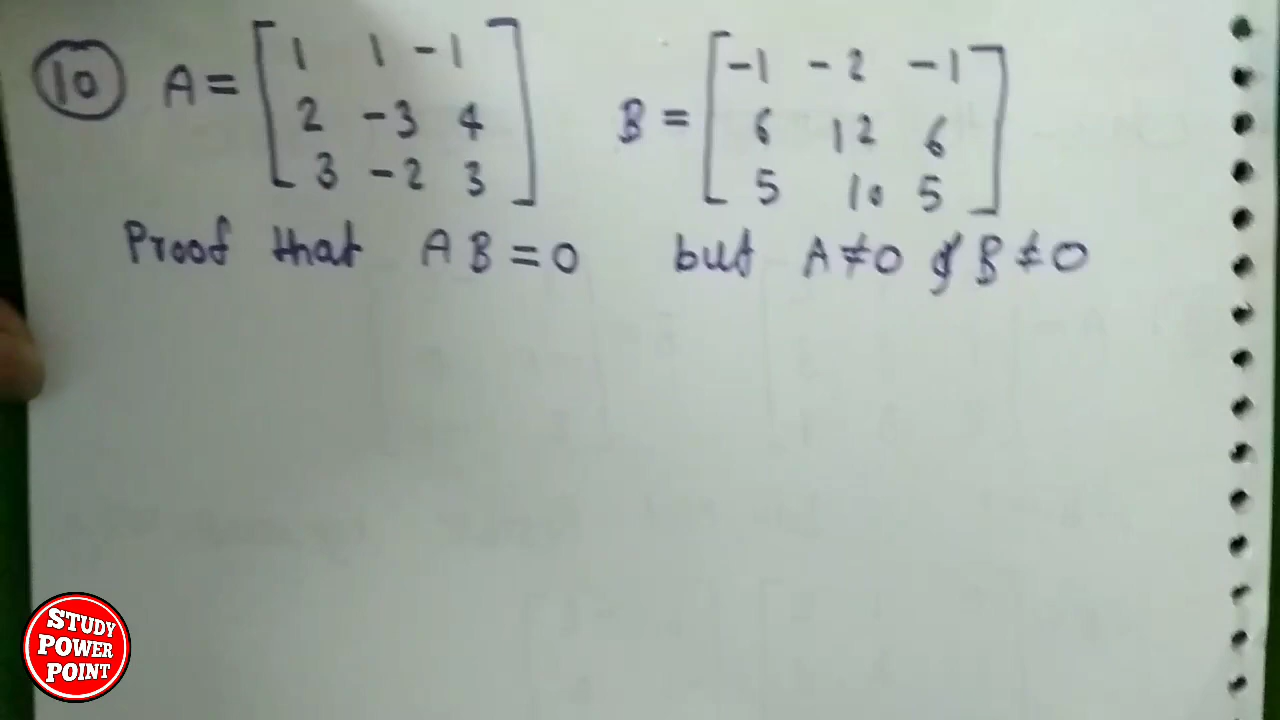 10 A = [ 1 1 -1
2 -3 4
3 -2 3 ]
B = [ -1 -2 -1
6 12 6
5 10 5 ]
Proof that AB = 0 but A ≠ 0 & B ≠ 0
STUDY
POWER
POINT